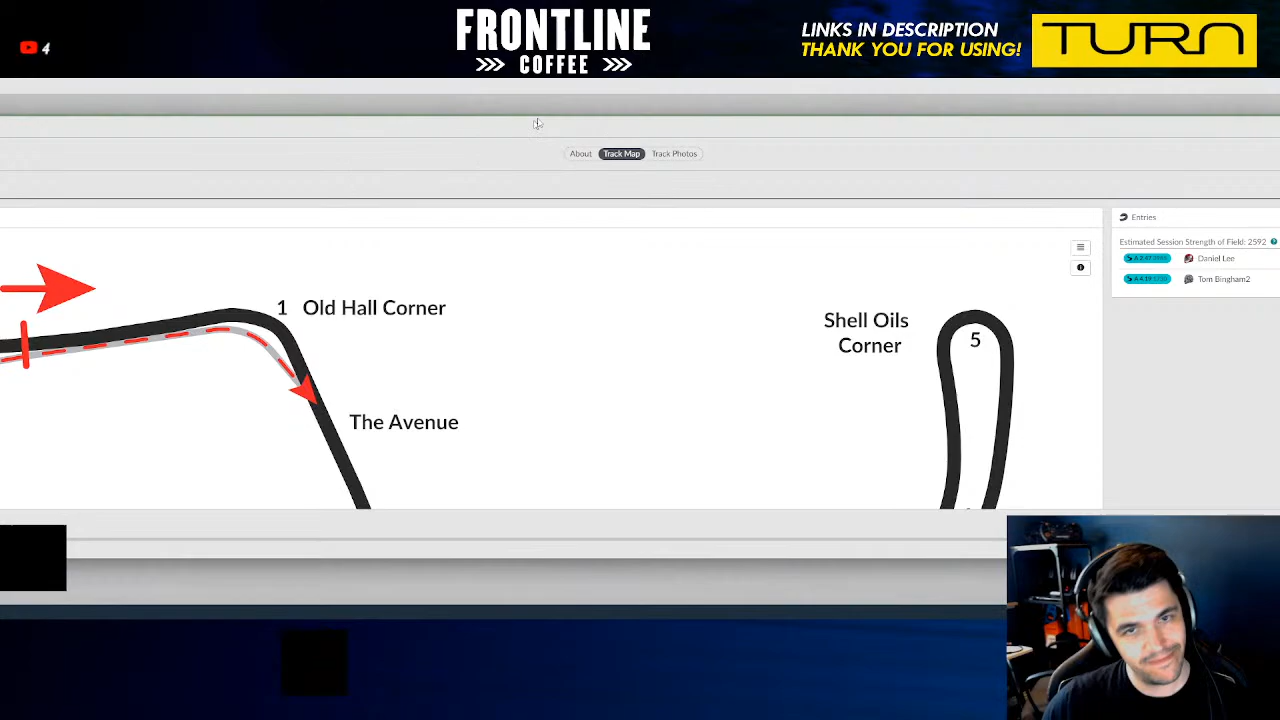 4
FRONTLINE
COFFEE
LINKS IN DESCRIPTION
THANK YOU FOR USING!
TURN
About Track Map Track Photos
Entries
Estimated Session Strength of Field: 2592
Daniel Lee
Tom Bingham2
1 Old Hall Corner
The Avenue
Shell Oils
Corner
5